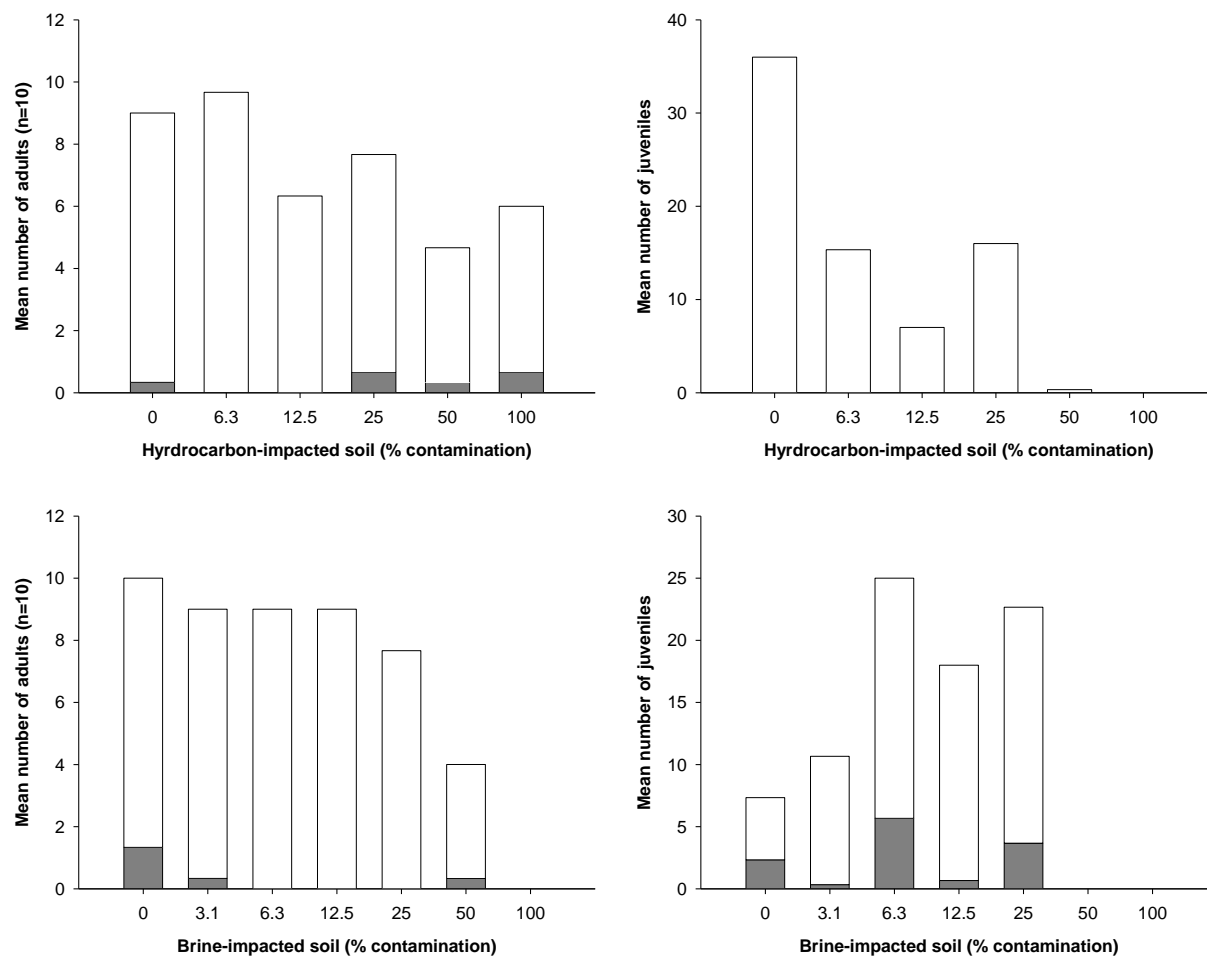 Mean number of adults (n=10)
12
10
8
6
4
2
0
0 6.3 12.5 25 50 100
Hyrdrocarbon-impacted soil (% contamination)
Mean number of juveniles
40
30
20
10
0
0 6.3 12.5 25 50 100
Hyrdrocarbon-impacted soil (% contamination)
Mean number of adults (n=10)
12
10
8
6
4
2
0
0 3.1 6.3 12.5 25 50 100
Brine-impacted soil (% contamination)
Mean number of juveniles
30
25
20
15
10
5
0
0 3.1 6.3 12.5 25 50 100
Brine-impacted soil (% contamination)